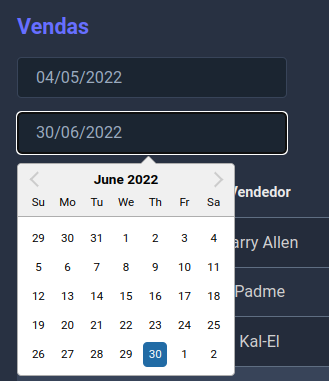 Vendas
04/05/2022
30/06/2022
June 2022
Su Mo Tu We Th Fr Sa
29 30 31 1 2 3 4
5 6 7 8 9 10 11
12 13 14 15 16 17 18
19 20 21 22 23 24 25
26 27 28 29 30 1 2
Vendedor
arry Allen
Padme
Kal-El